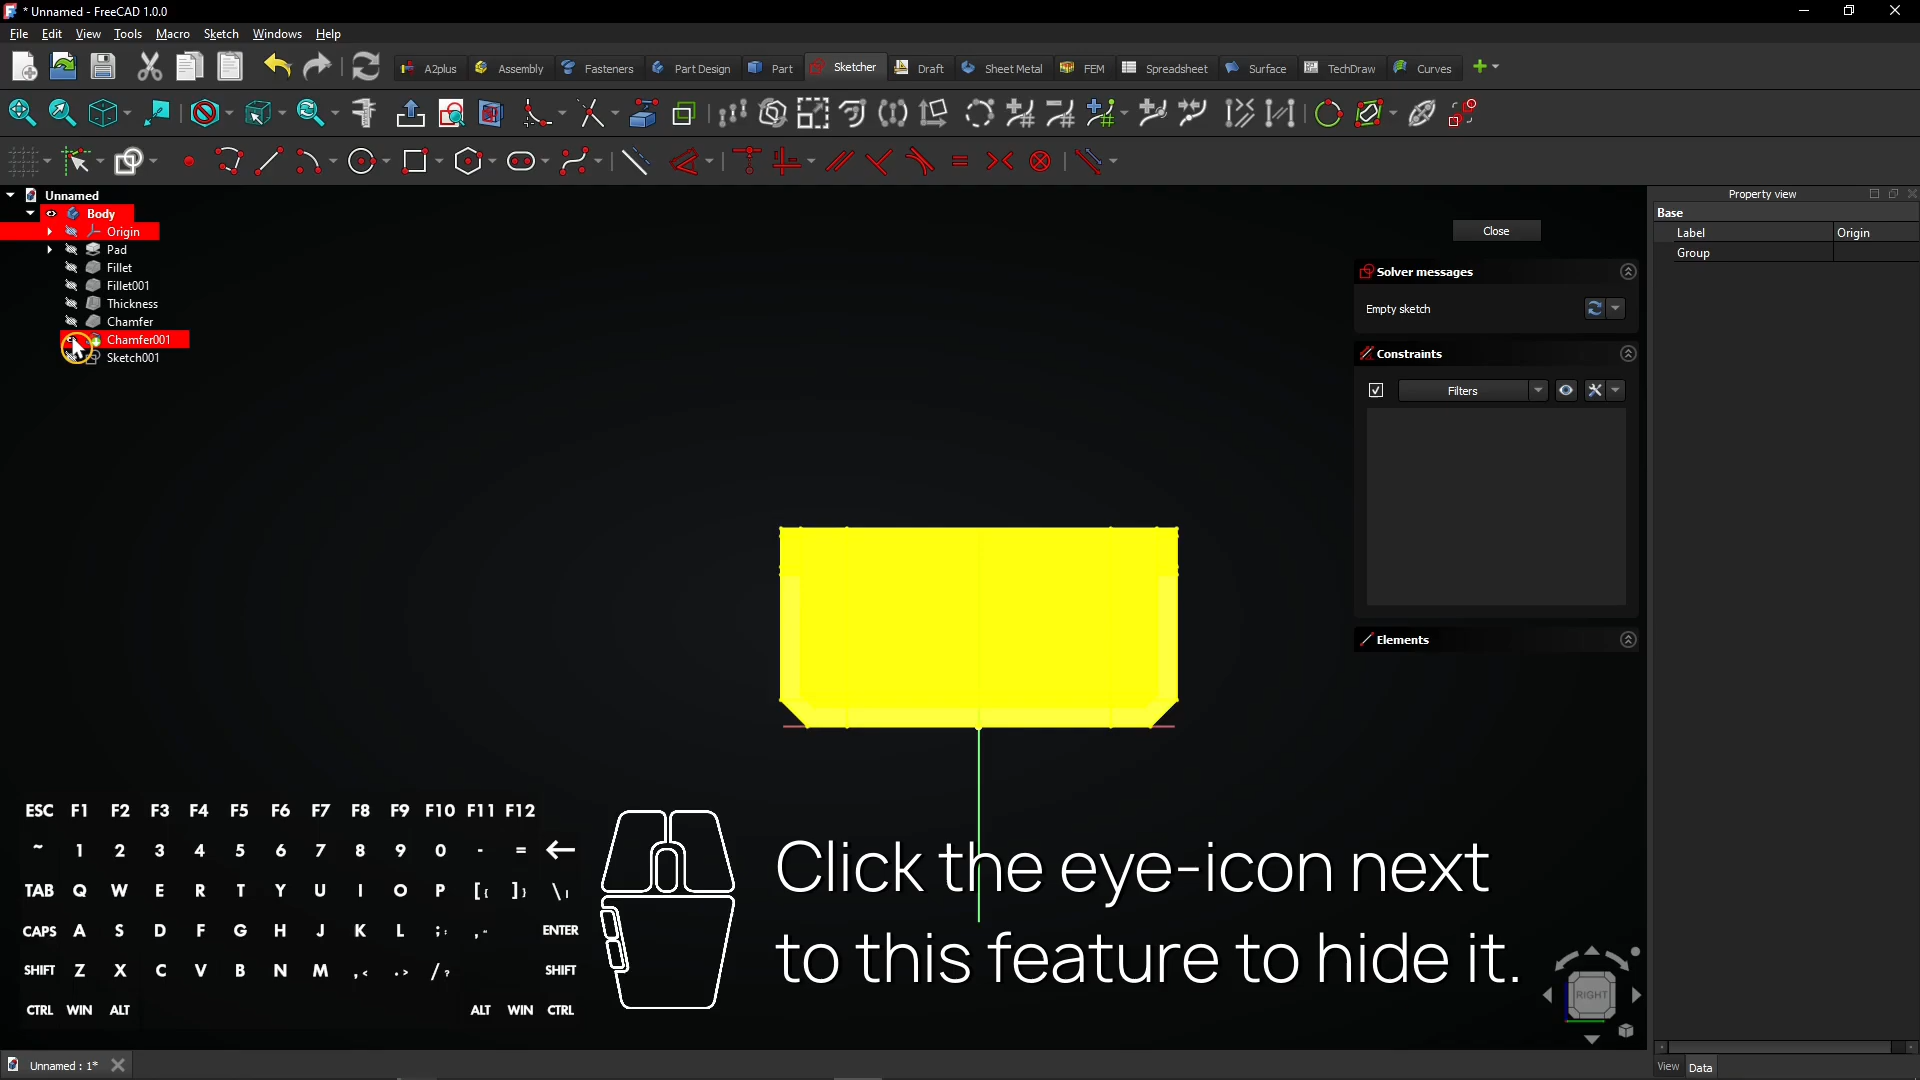 * Unnamed - FreeCAD 1.0.0
File Edit View Tools Macro Sketch Windows Help
A2plus Assembly Fasteners Part Design Part Sketcher Draft Sheet Metal FEM Spreadsheet Surface TechDraw Curves
Unnamed
Body
Origin
Pad
Fillet
Fillet001
Thickness
Chamfer
Chamfer001
Sketch001
Close
Solver messages
Empty sketch
Constraints
Filters
Elements
Property view
Base
Label Origin
Group
ESC F1 F2 F3 F4 F5 F6 F7 F8 F9 F10 F11 F12
~ 1 2 3 4 5 6 7 8 9 0 - =
TAB Q W E R T Y U I O P [{ ]} \|
CAPS A S D F G H J K L ;: ,“ ENTER
SHIFT Z X C V B N M ,< .> /? SHIFT
CTRL WIN ALT ALT WIN CTRL
Click the eye-icon next
to this feature to hide it.
RIGHT
Unnamed : 1*
View Data